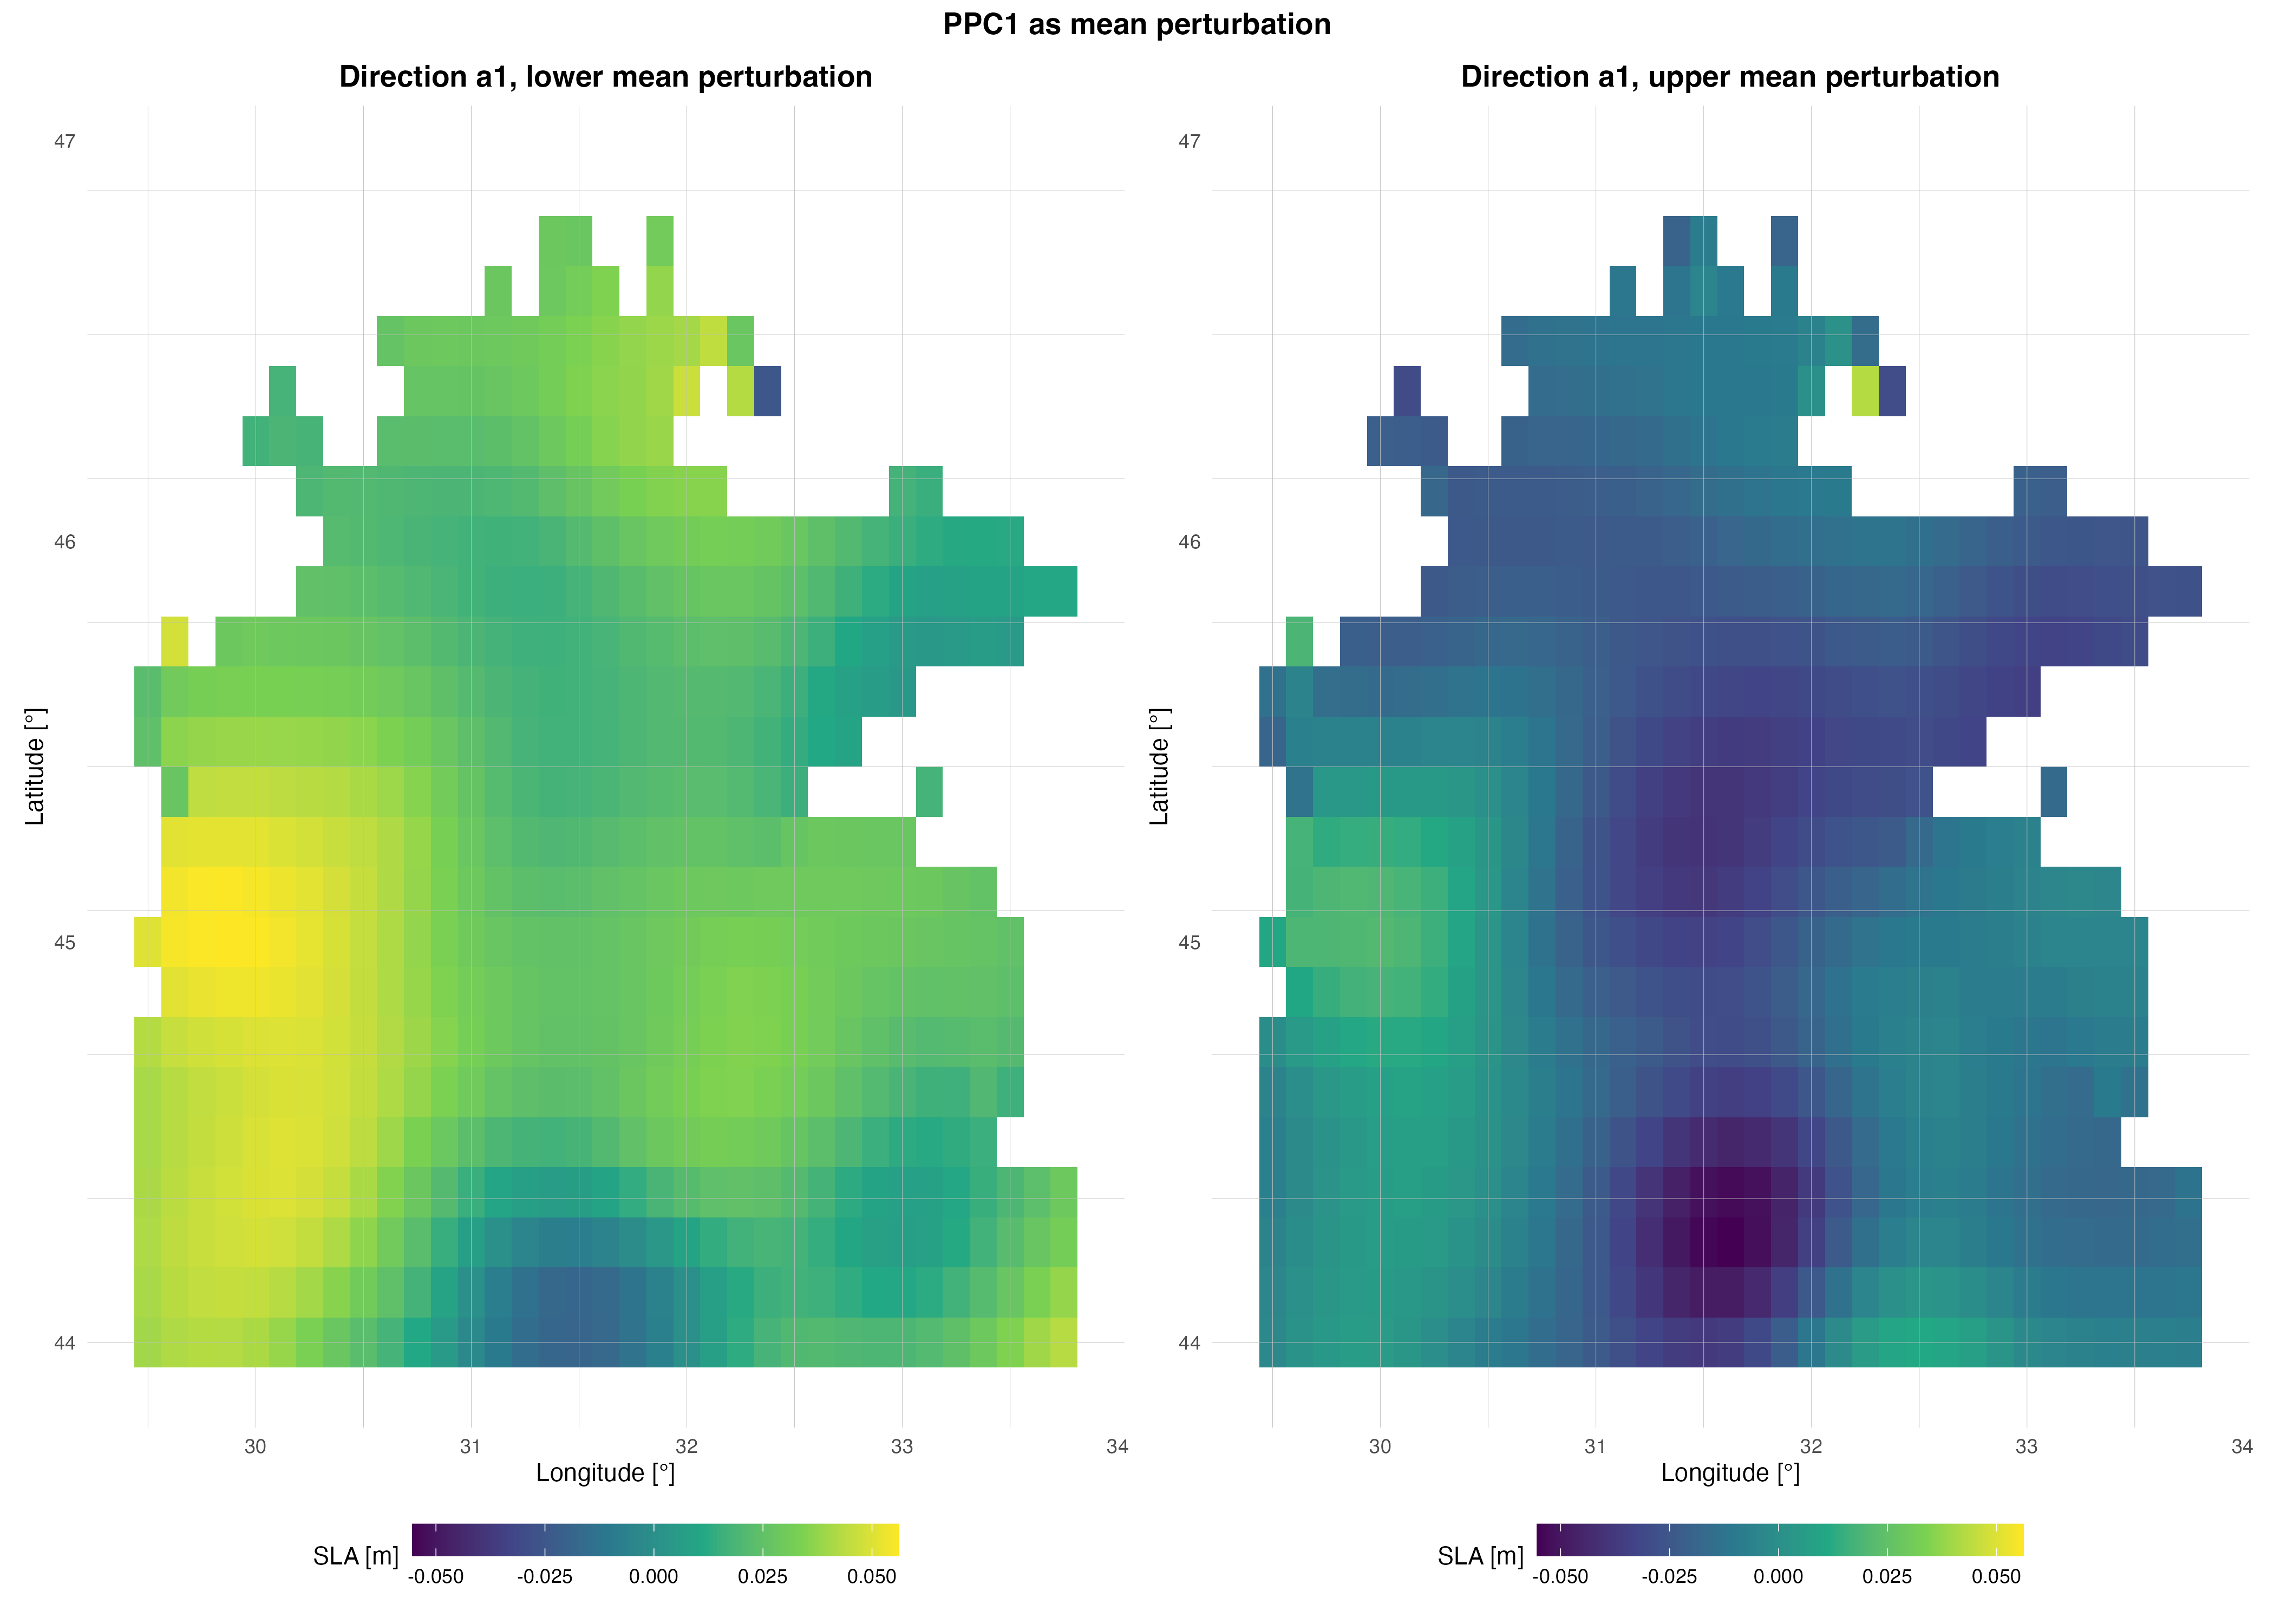 PPC1 as mean perturbation
Direction a1, lower mean perturbation
47
46
45
44
Latitude [°]
30 31 32 33 34
Longitude [°]
SLA [m]
-0.050 -0.025 0.000 0.025 0.050
Direction a1, upper mean perturbation
47
46
45
44
Latitude [°]
30 31 32 33 34
Longitude [°]
SLA [m]
-0.050 -0.025 0.000 0.025 0.050